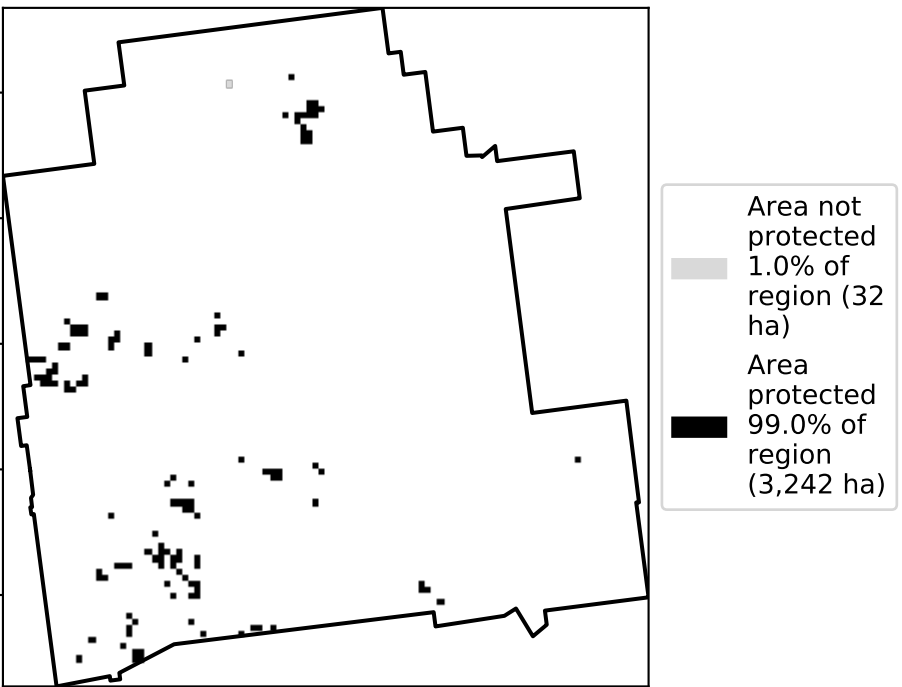 Area not
protected
1.0% of
region (32
ha)
Area
protected
99.0% of
region
(3,242 ha)